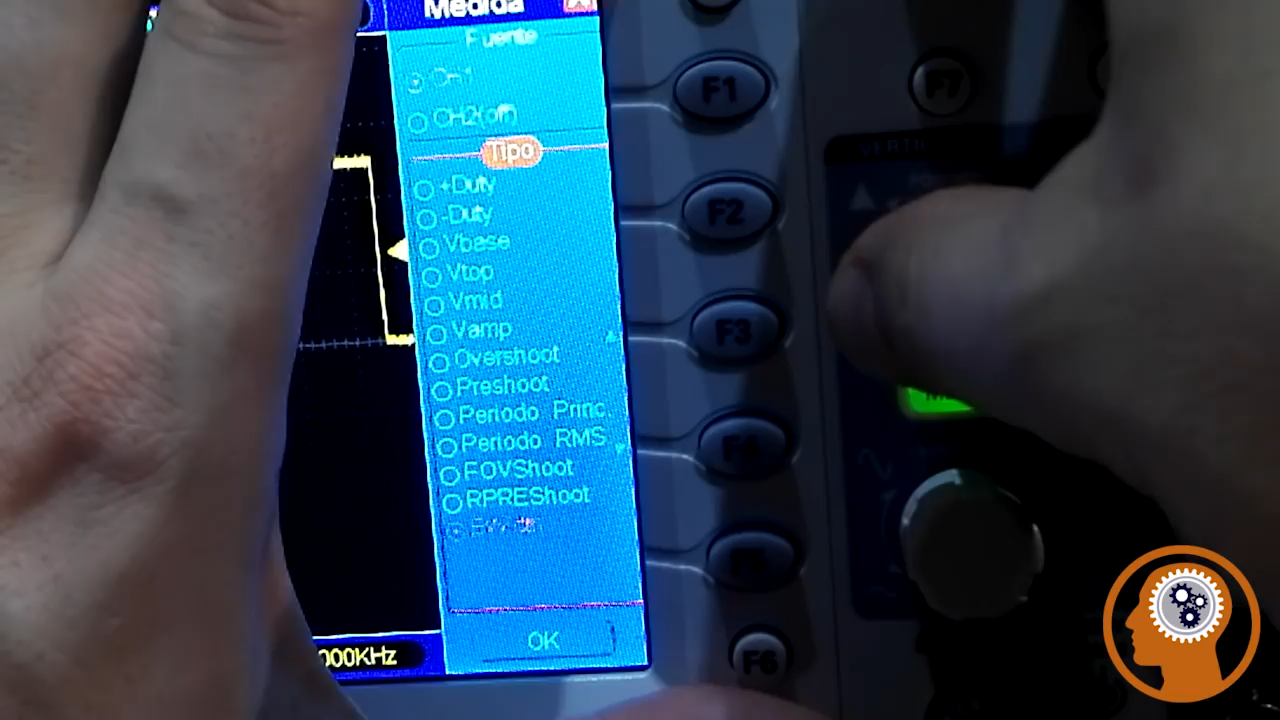 Medida
Fuente
CH1
CH2(off)
Tipo
+Duty
-Duty
Vbase
Vtop
Vmid
Vamp
Overshoot
Preshoot
Periodo Princ
Periodo RMS
FOVShoot
RPREShoot
OK
000KHz
F1
F2
F3
F4
F6
F7